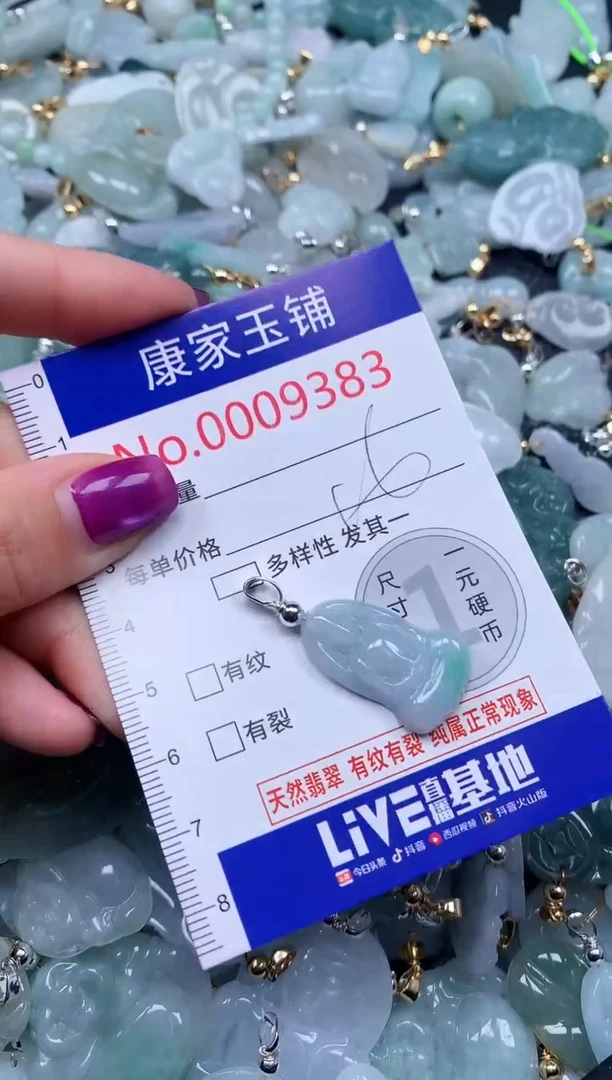 康家玉铺
No.0009383
量
每单价格
多样性 发其一
尺寸
一元硬币
1
有纹
有裂
天然翡翠 有纹有裂 纯属正常现象
LiVE直播基地
今日头条 抖音 西瓜视频 抖音火山版
0
1
4
5
6
7
8